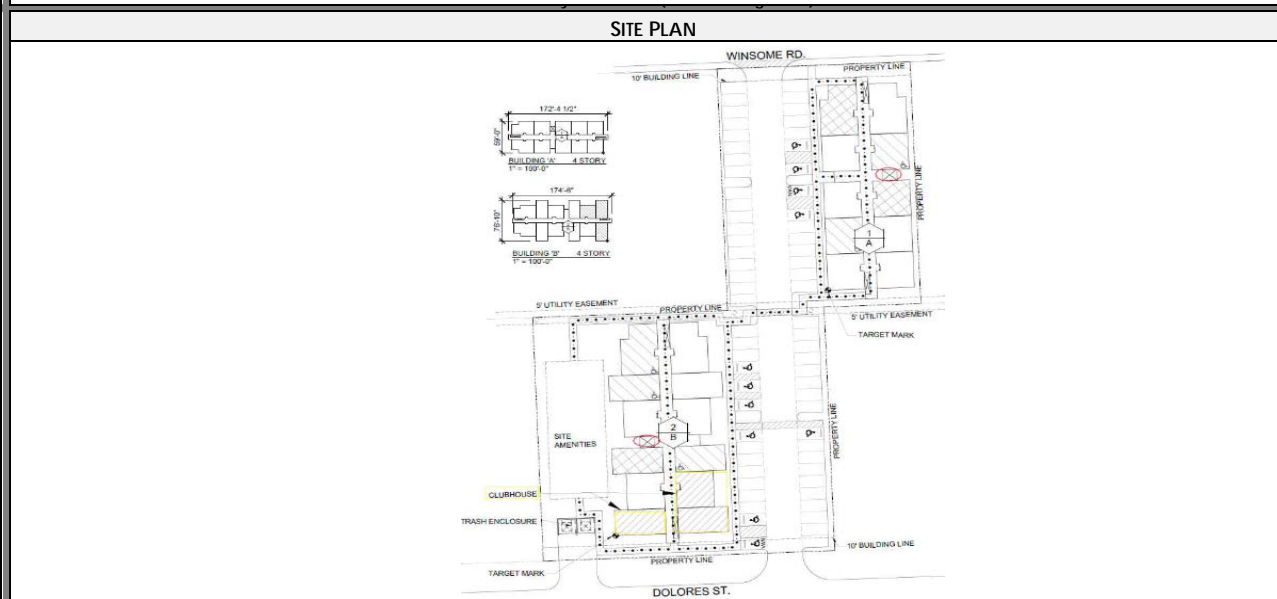 SITE PLAN
WINSOME RD.
10' BUILDING LINE
PROPERTY LINE
172'-4 1/2"
59'-0"
BUILDING 'A' 4 STORY
1" = 100'-0"
174'-6"
76'-10"
BUILDING 'B' 4 STORY
1" = 100'-0"
PROPERTY LINE
1
A
5' UTILITY EASEMENT
PROPERTY LINE
5' UTILITY EASEMENT
TARGET MARK
2
B
SITE
AMENITIES
PROPERTY LINE
CLUBHOUSE
TRASH ENCLOSURE
10' BUILDING LINE
PROPERTY LINE
TARGET MARK
DOLORES ST.